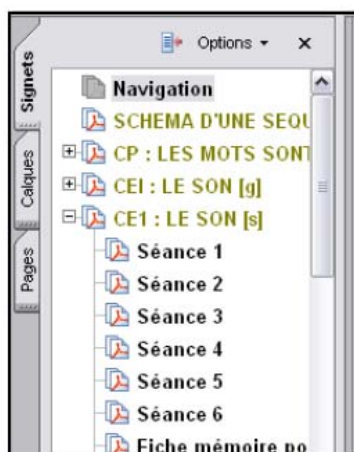 Options
Signets
Calques
Pages
Navigation
SCHEMA D'UNE SEQU
CP : LES MOTS SONT
CEI : LE SON [g]
CE1 : LE SON [s]
Séance 1
Séance 2
Séance 3
Séance 4
Séance 5
Séance 6
Fiche mémoire po